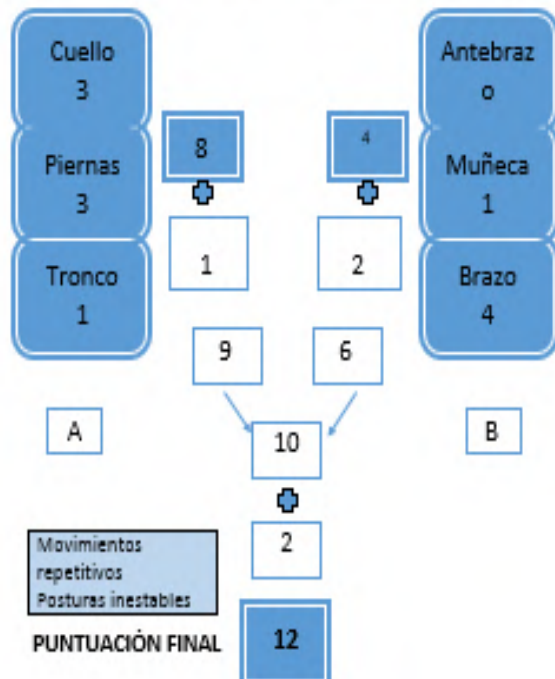 Cuello
3
Piernas
3
Tronco
1
8
1
9
A
4
2
6
Antebraz
o
Muñeca
1
Brazo
4
B
10
2
Movimientos
repetitivos
Posturas inestables
PUNTUACIÓN FINAL
12